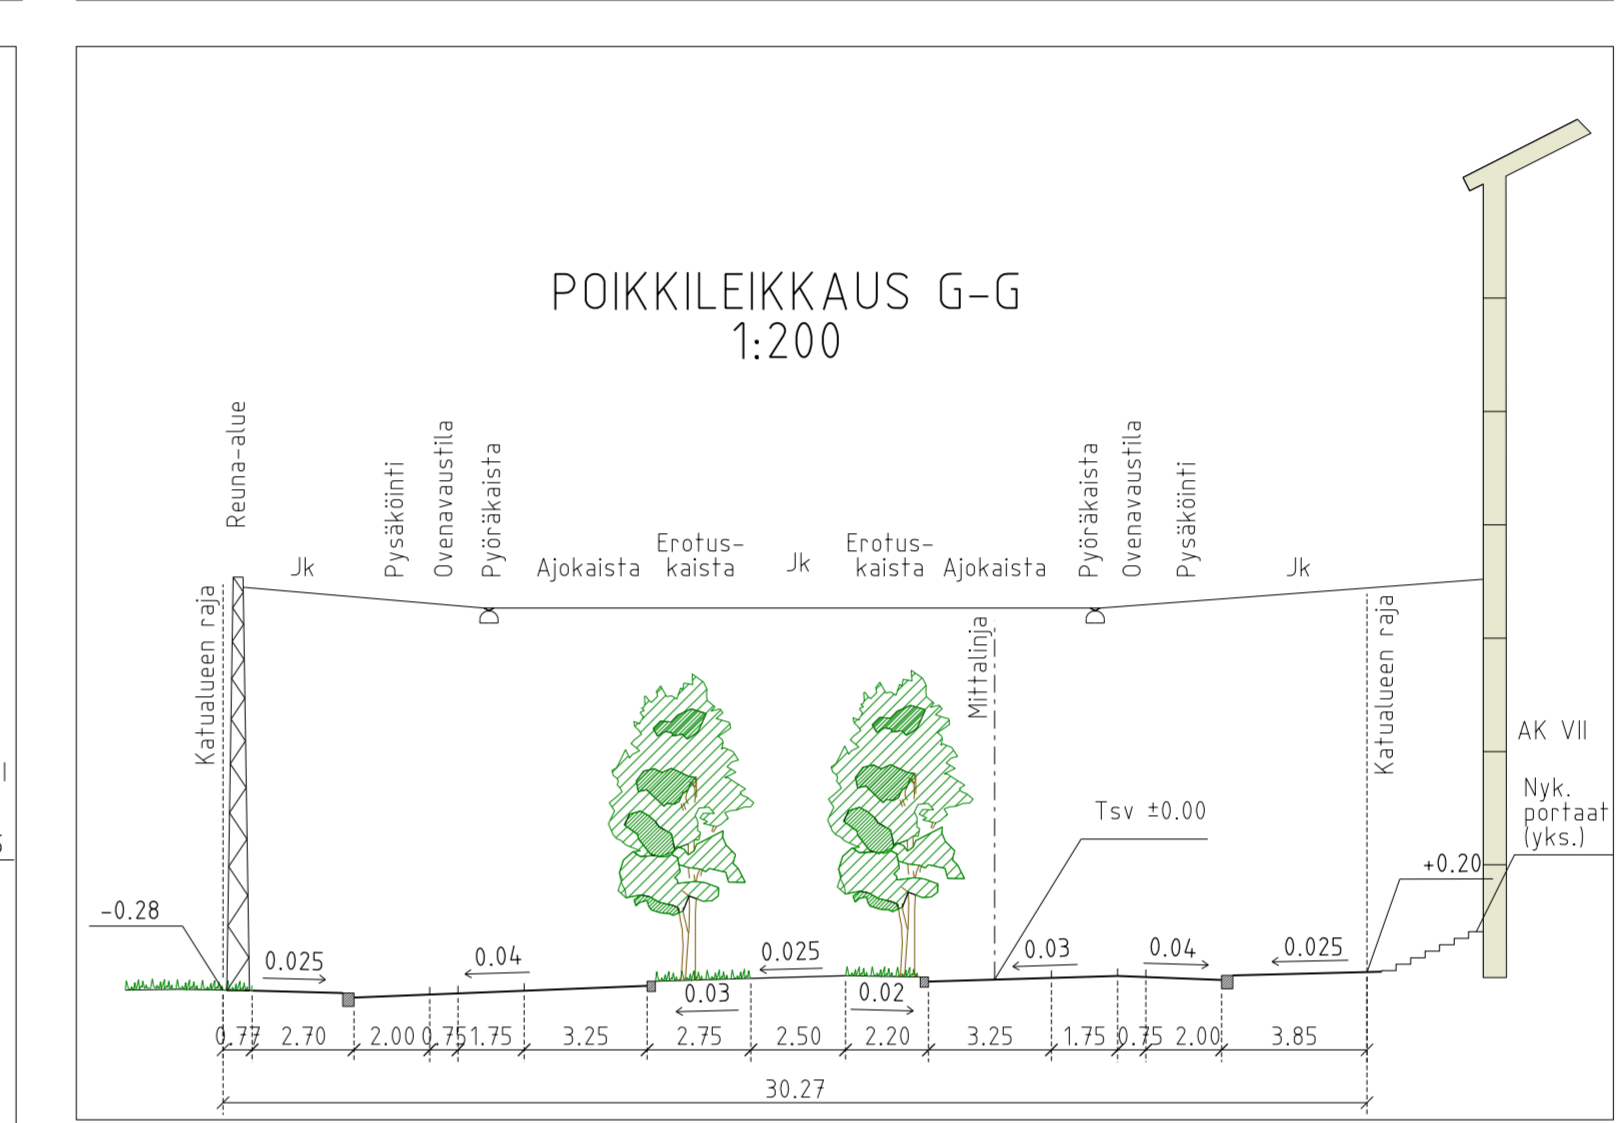 POIKKILEIKKAUS G-G
1:200
Reuna-alue
Jk
Pysäköinti
Ovenavaustila
Pyöräkaista
Ajokaista
Erotus-
kaista
Jk
Erotus-
kaista
Ajokaista
Pyöräkaista
Ovenavaustila
Pysäköinti
Jk
Katualueen raja
Mittalinja
Katualueen raja
AK VII
Nyk.
portaat
(yks.)
Tsv ±0.00
+0.20
-0.28
0.025
0.04
0.025
0.03
0.04
0.025
0.03
0.02
0.77
2.70
2.00
0.75
1.75
3.25
2.75
2.50
2.20
3.25
1.75
0.75
2.00
3.85
30.27